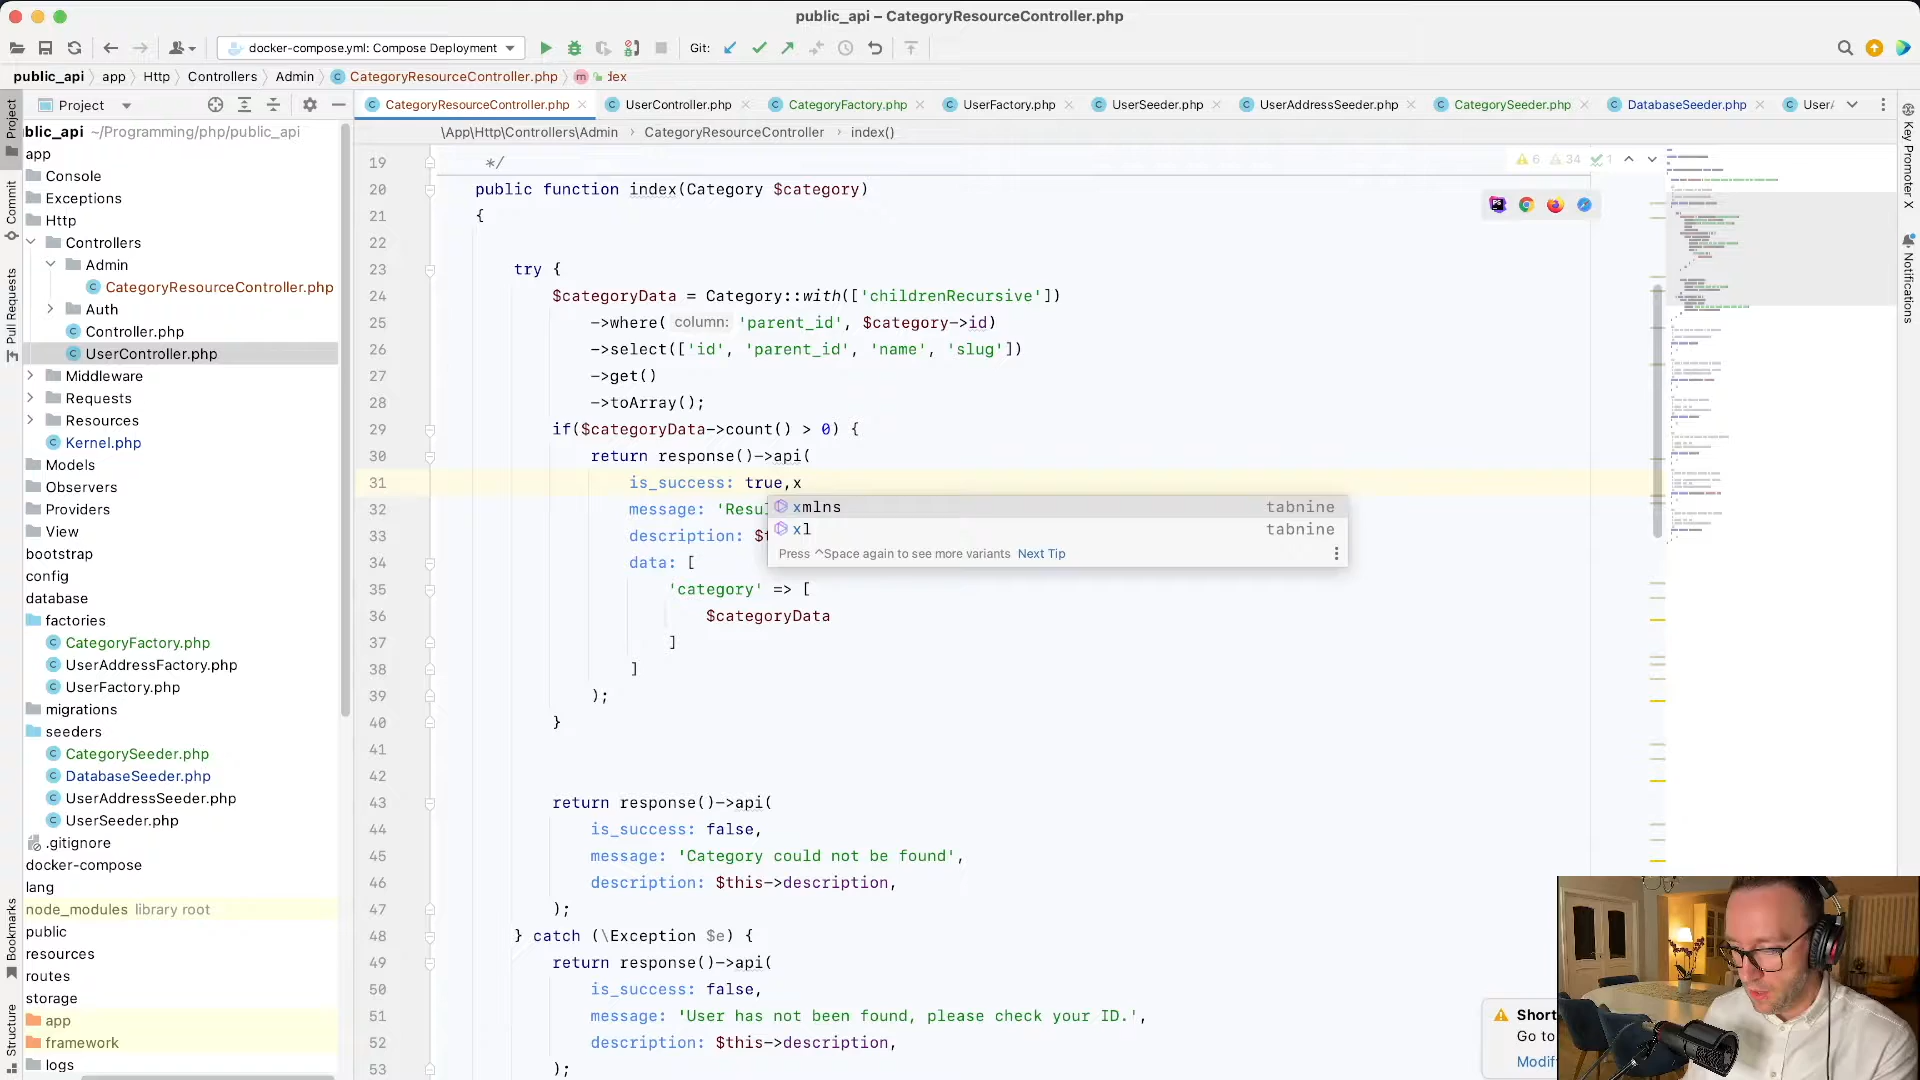 public_api – CategoryResourceController.php
docker-compose.yml: Compose Deployment
Git:
public_api
app
Http
Controllers
Admin
CategoryResourceController.php
dex
Project
CategoryResourceController.php
UserController.php
CategoryFactory.php
UserFactory.php
UserSeeder.php
UserAddressSeeder.php
CategorySeeder.php
DatabaseSeeder.php
\App\Http\Controllers\Admin
CategoryResourceController
index()
Project
Commit
Pull Requests
Bookmarks
Structure
blic_api ~/Programming/php/public_api
app
Console
Exceptions
Http
Controllers
Admin
CategoryResourceController.php
Auth
Controller.php
UserController.php
Middleware
Requests
Resources
Kernel.php
Models
Observers
Providers
View
bootstrap
config
database
factories
CategoryFactory.php
UserAddressFactory.php
UserFactory.php
migrations
seeders
CategorySeeder.php
DatabaseSeeder.php
UserAddressSeeder.php
UserSeeder.php
.gitignore
docker-compose
lang
node_modules library root
public
resources
routes
storage
app
framework
logs
19 */
20 public function index(Category $category)
21 {
22
23 try {
24 $categoryData = Category::with(['childrenRecursive'])
25 ->where( column: 'parent_id', $category->id)
26 ->select(['id', 'parent_id', 'name', 'slug'])
27 ->get()
28 ->toArray();
29 if($categoryData->count() > 0) {
30 return response()->api(
31 is_success: true,x
32 message: 'Resu
33 description: $
34 data: [
35 'category' => [
36 $categoryData
37 ]
38 ]
39 );
40 }
41
42
43 return response()->api(
44 is_success: false,
45 message: 'Category could not be found',
46 description: $this->description,
47 );
48 } catch (\Exception $e) {
49 return response()->api(
50 is_success: false,
51 message: 'User has not been found, please check your ID.',
52 description: $this->description,
53 );
xmlns tabnine
xl tabnine
Press ^Space again to see more variants Next Tip
6 34 1
Key Promoter X
Notifications
Short
Go to
Modif